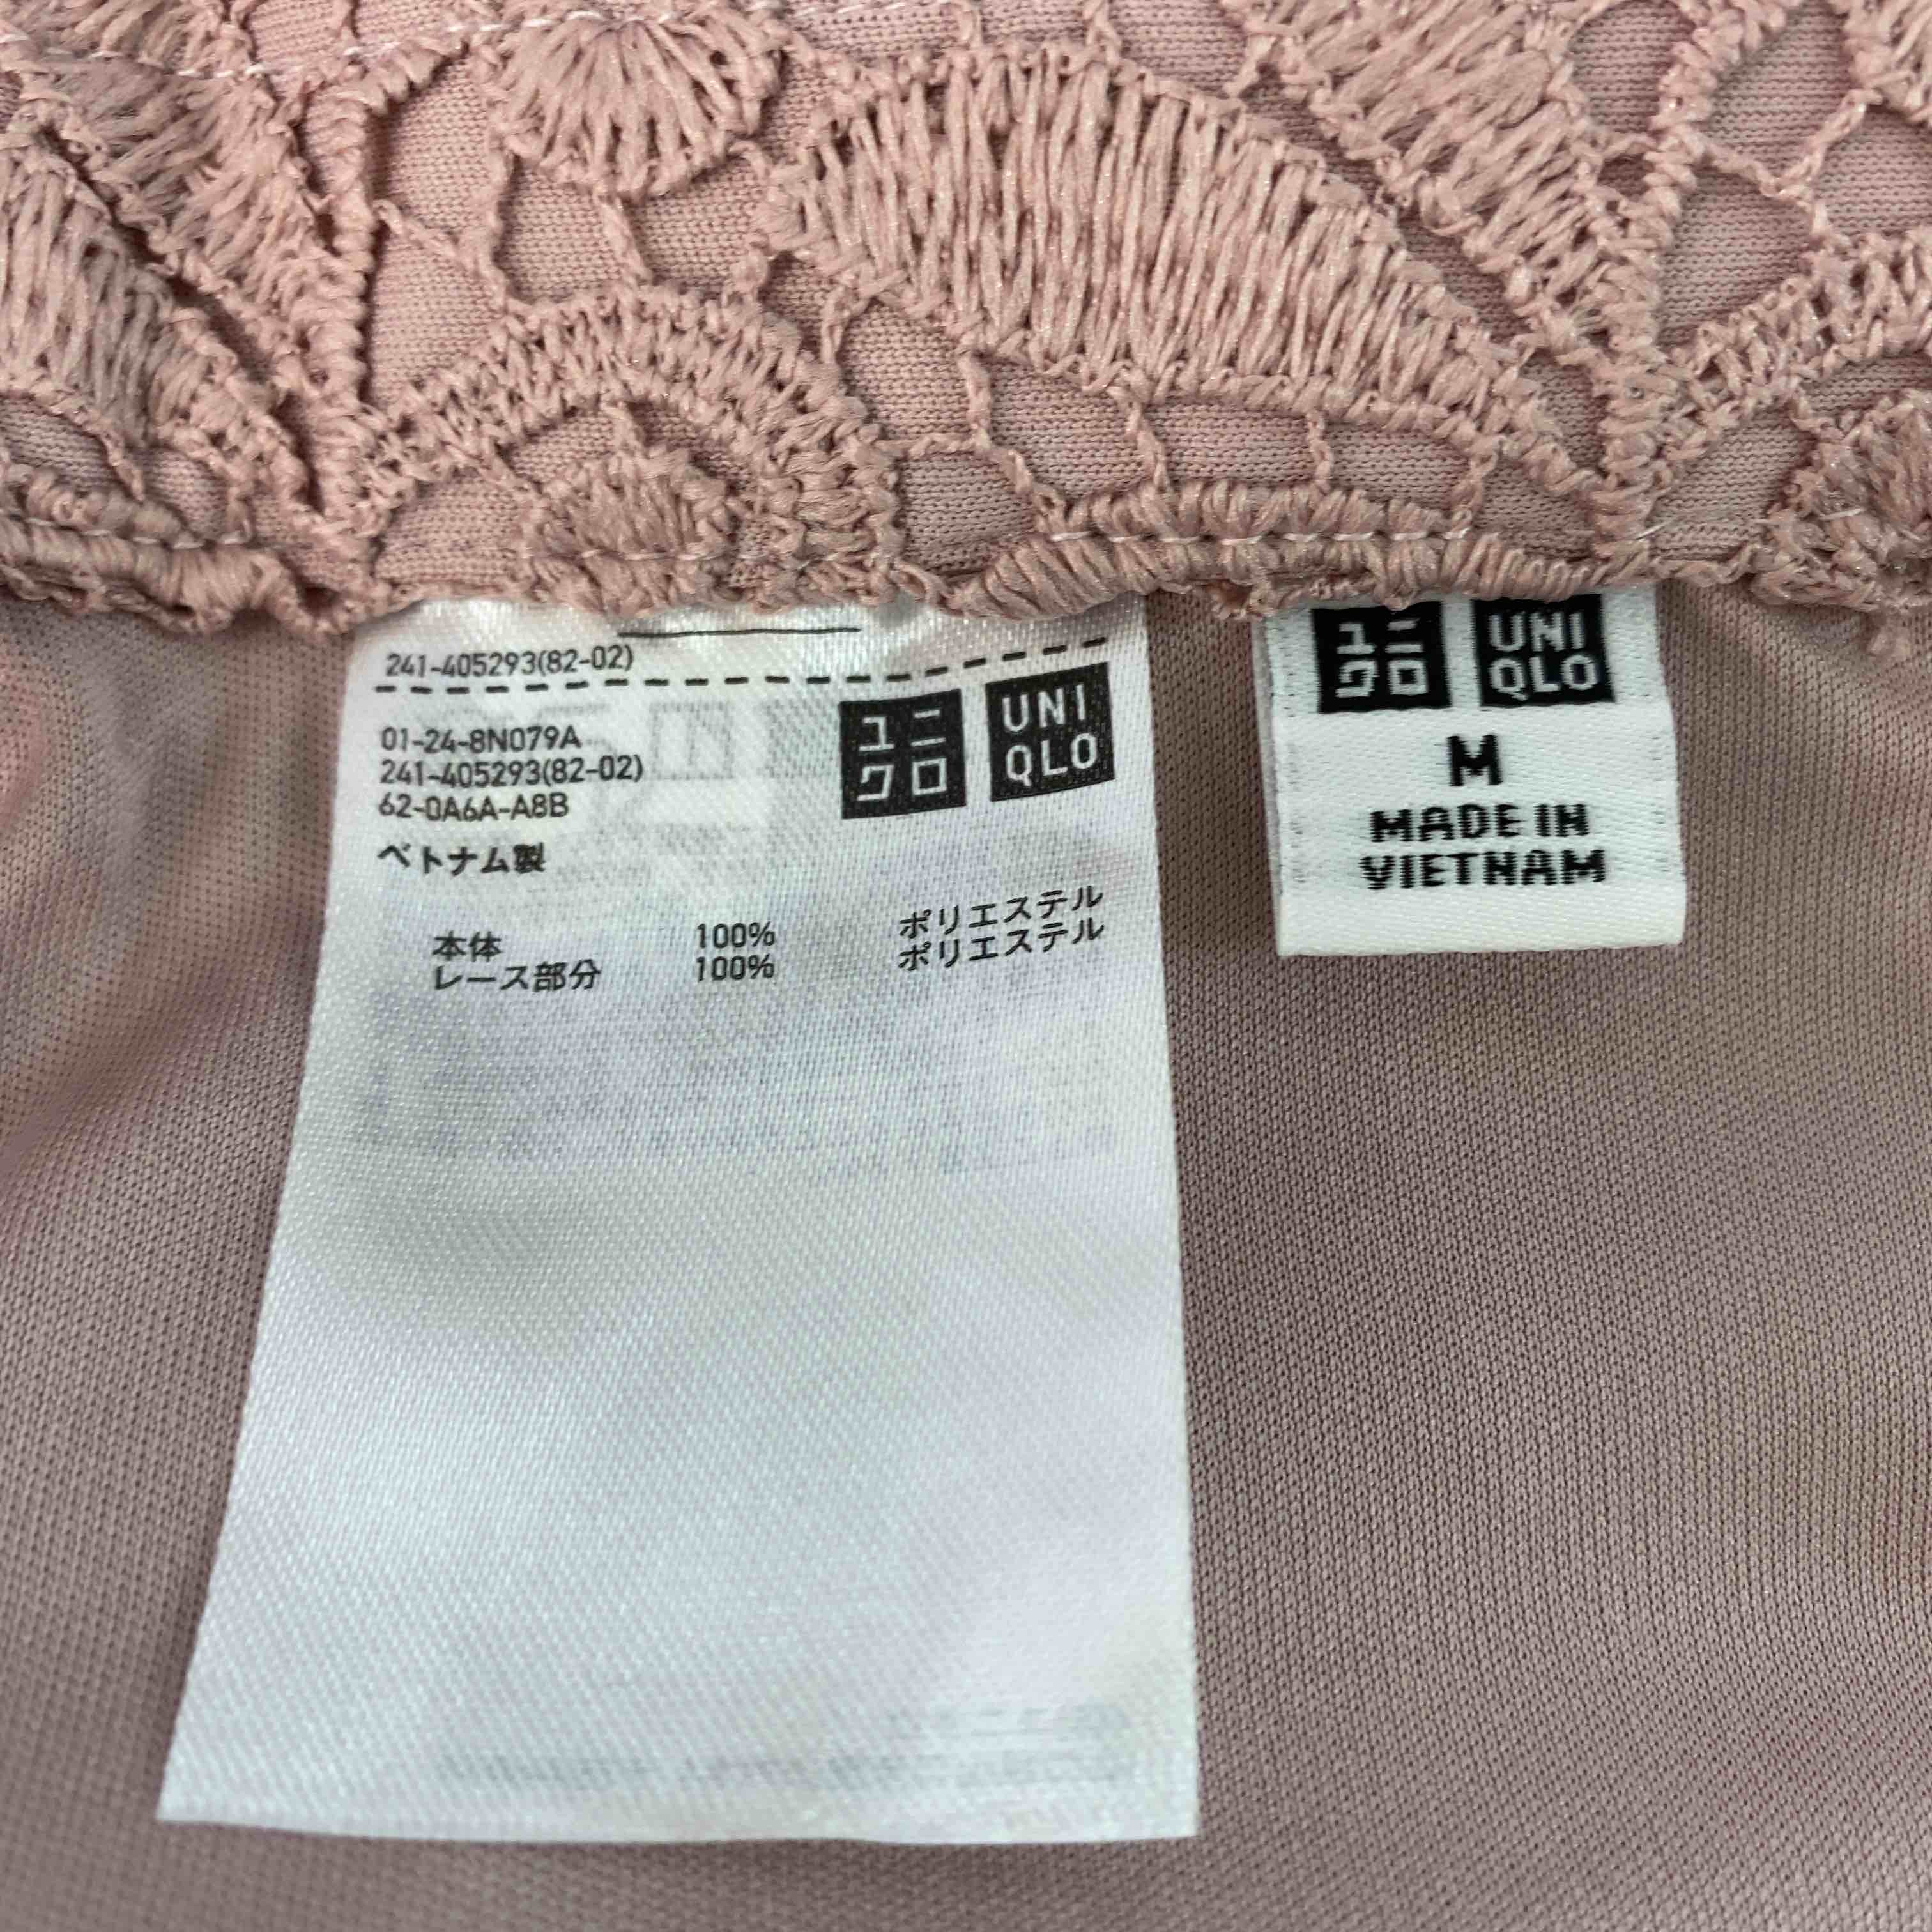 241-405293(82-02)
01-24-8N079A
241-405293(82-02)
62-0A6A-A8B
ベトナム製
ユニ
クロ
UNI
QLO
本体 100% ポリエステル
レース部分 100% ポリエステル
ユニ
クロ
UNI
QLO
M
MADE IN
VIETNAM